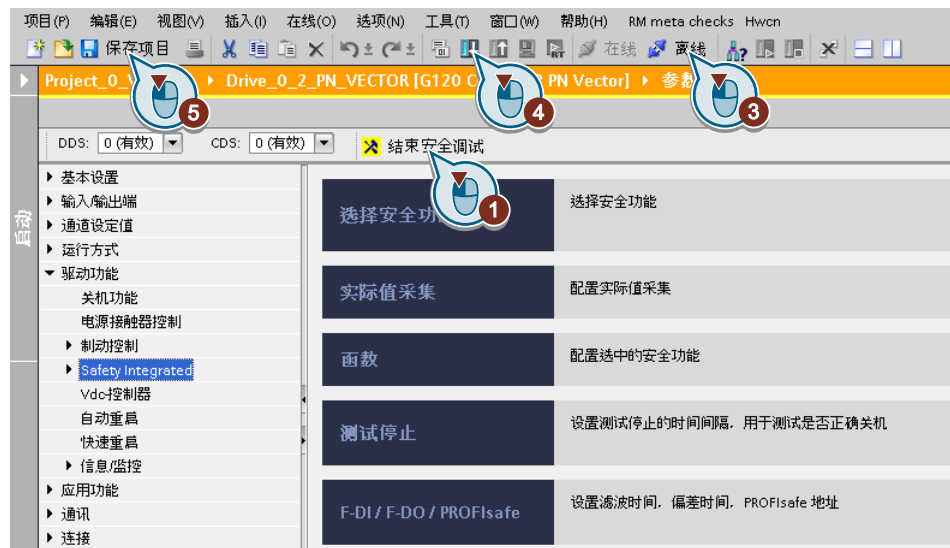 项目(P) 编辑(E) 视图(V) 插入(I) 在线(O) 选项(N) 工具(T) 窗口(W) 帮助(H) RM meta checks Hwcn
保存项目 在线 离线
Project_0_ Drive_0_2_PN_VECTOR [G120 PN Vector] 参数
5 4 3
DDS: 0 (有效) CDS: 0 (有效) 结束安全调试
1
启动
基本设置
输入/输出端
通道设定值
运行方式
驱动功能
关机功能
电源接触器控制
制动控制
Safety Integrated
Vdc控制器
自动重启
快速重启
信息/监控
应用功能
通讯
连接
选择安全功 选择安全功能
实际值采集 配置实际值采集
函数 配置选中的安全功能
测试停止 设置测试停止的时间间隔，用于测试是否正确关机
F-DI / F-DO / PROFIsafe 设置滤波时间，偏差时间，PROFIsafe 地址